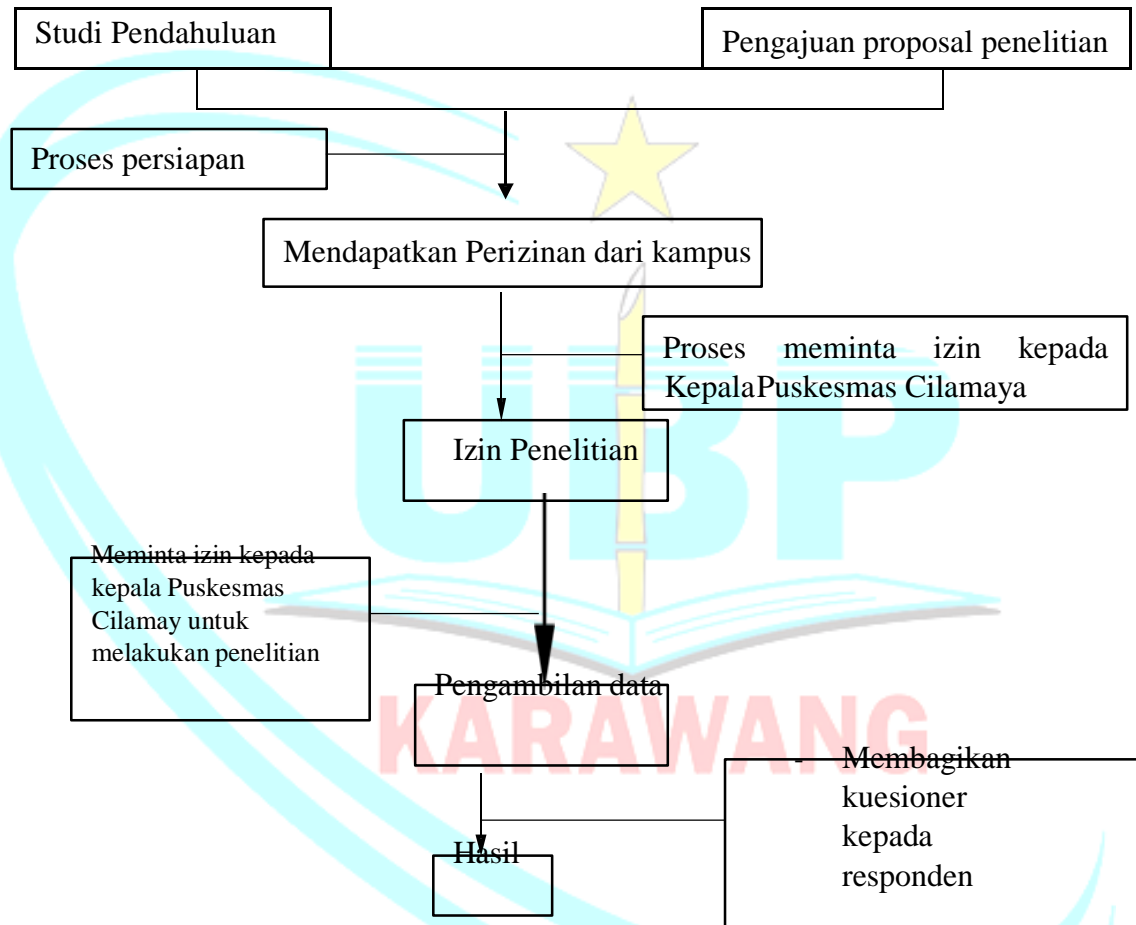 Studi Pendahuluan
Pengajuan proposal penelitian
Proses persiapan
Mendapatkan Perizinan dari kampus
Proses meminta izin kepada
KepalaPuskesmas Cilamaya
Izin Penelitian
UBP
Meminta izin kepada
kepala Puskesmas
Cilamay untuk
melakukan penelitian
Pengambilan data
KARAWANG
- Membagikan
kuesioner
kepada
responden
Hasil